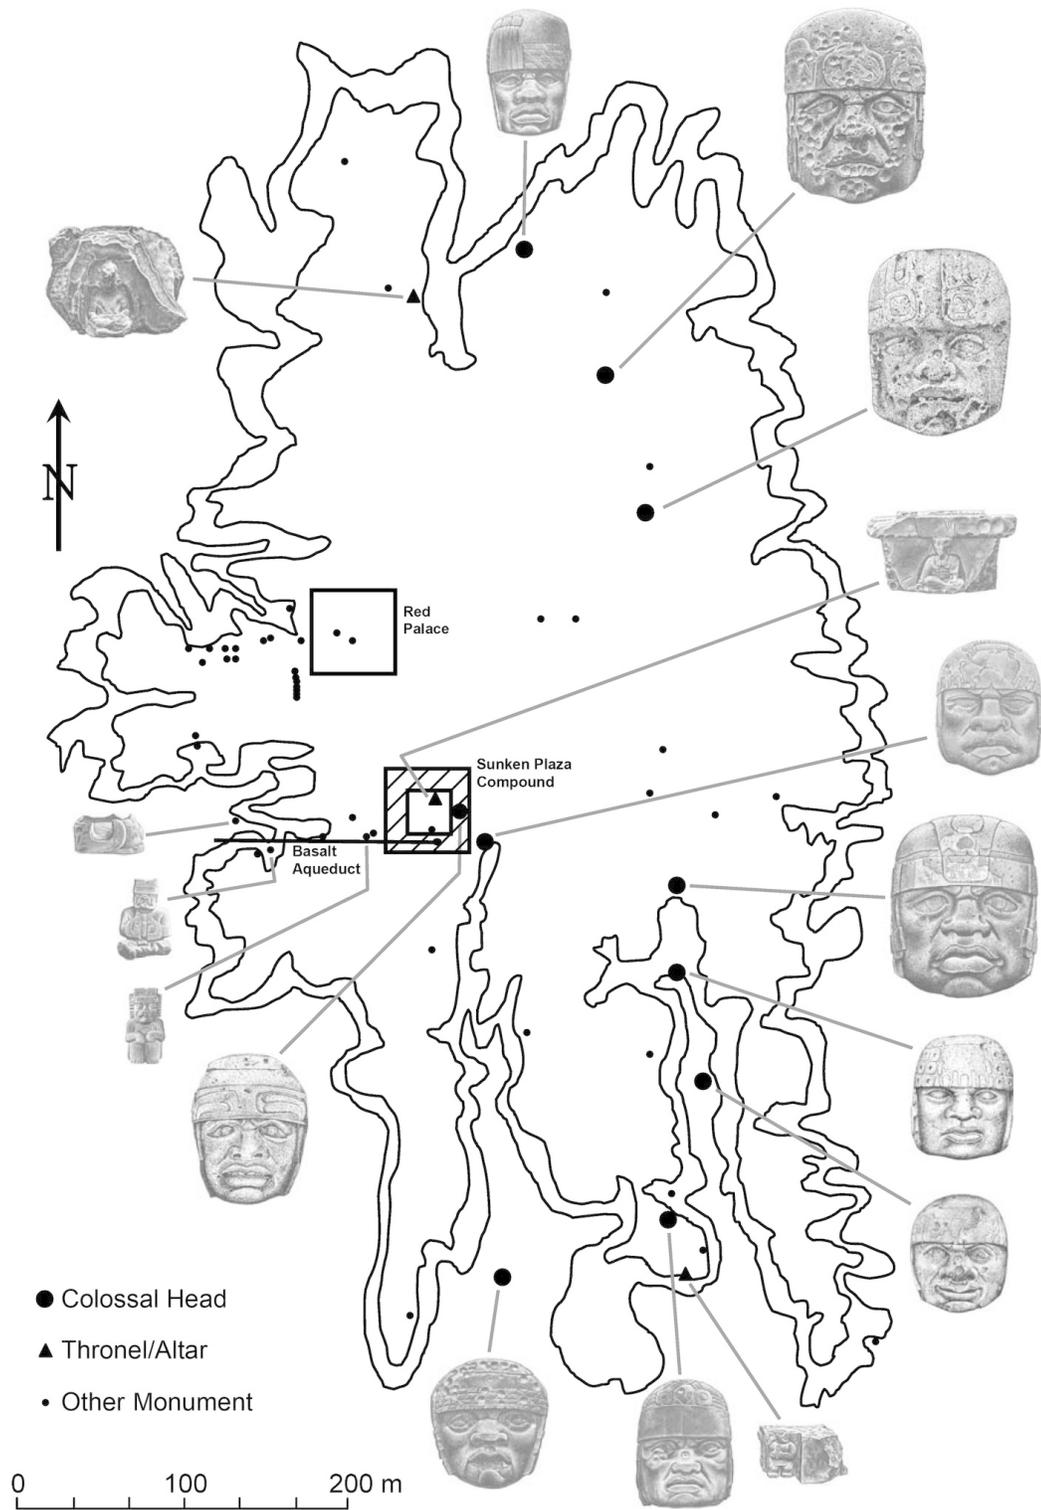 N
Red
Palace
Sunken Plaza
Compound
Basalt
Aqueduct
Colossal Head
Thronel/Altar
Other Monument
0 100 200 m